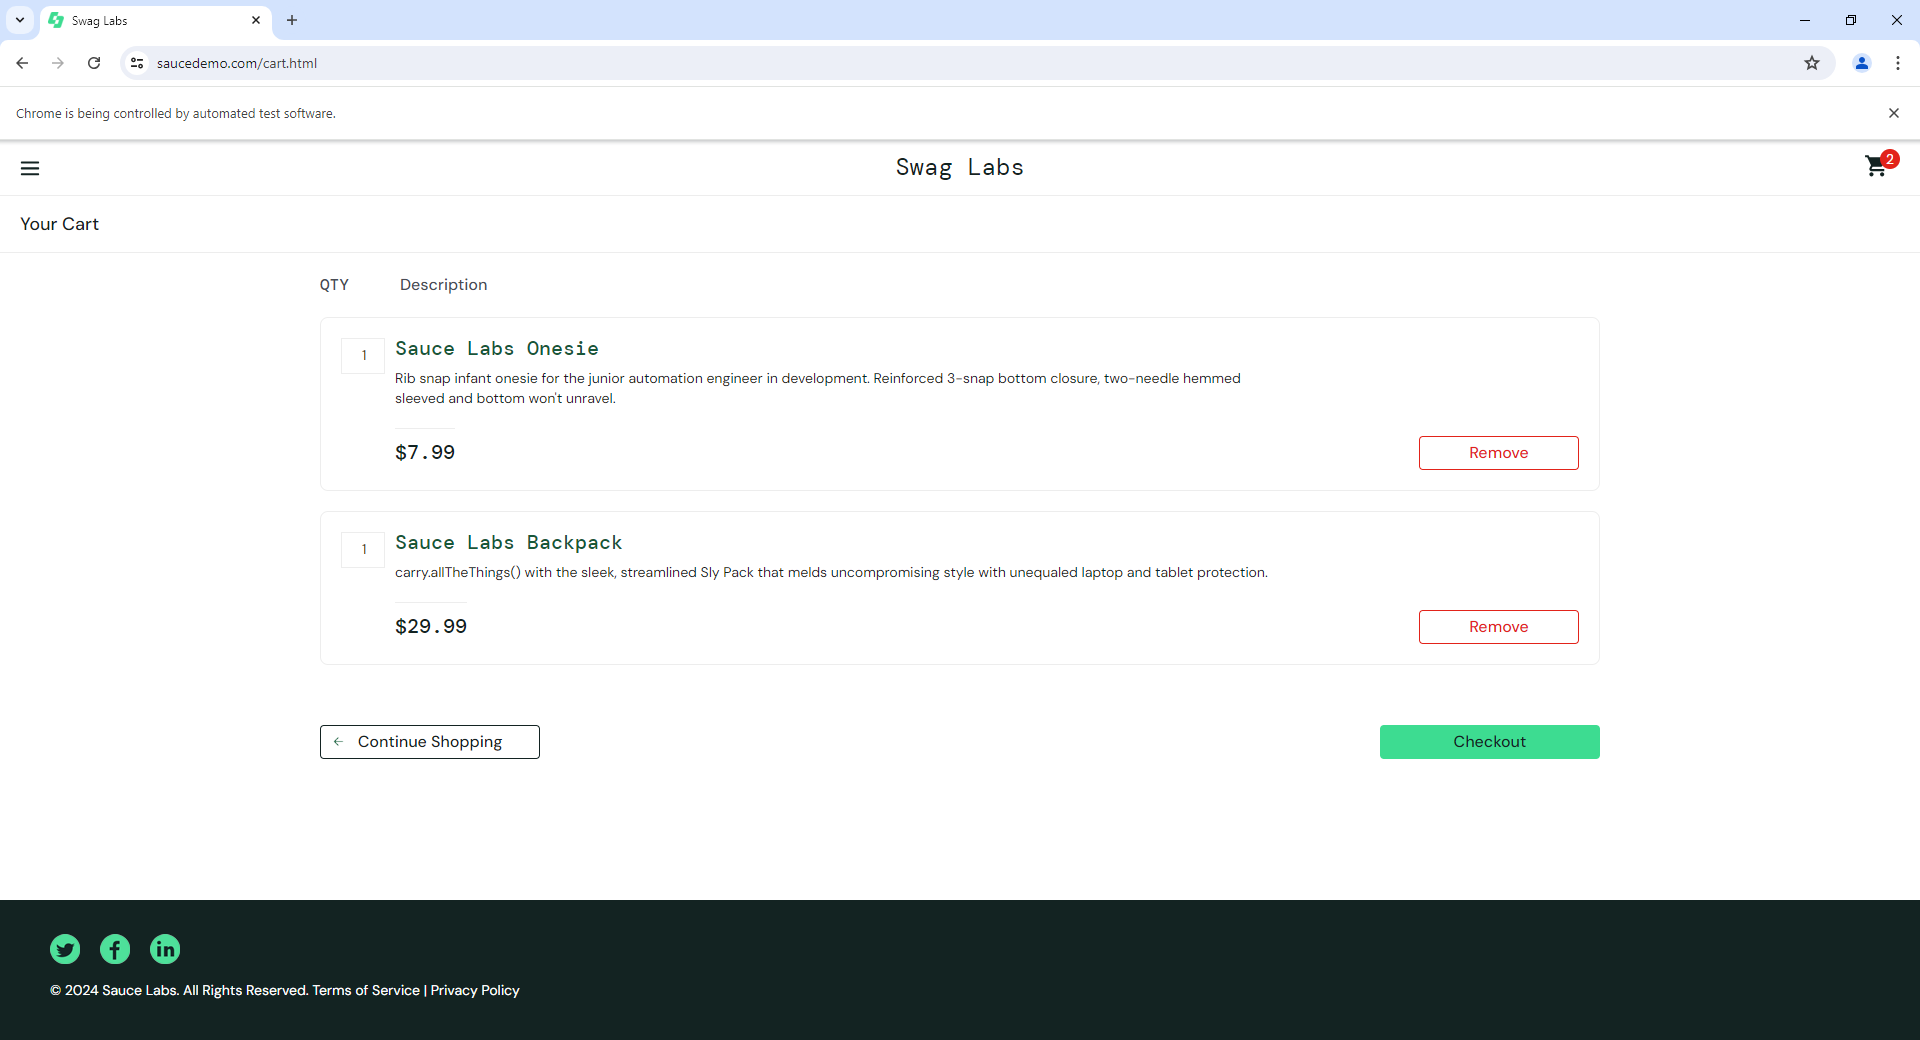 Swag Labs
saucedemo.com/cart.html
Chrome is being controlled by automated test software.
Swag Labs
2
Your Cart
QTY Description
1 Sauce Labs Onesie
Rib snap infant onesie for the junior automation engineer in development. Reinforced 3-snap bottom closure, two-needle hemmed
sleeved and bottom won't unravel.
$7.99 Remove
1 Sauce Labs Backpack
carry.allTheThings() with the sleek, streamlined Sly Pack that melds uncompromising style with unequaled laptop and tablet protection.
$29.99 Remove
Continue Shopping Checkout
© 2024 Sauce Labs. All Rights Reserved. Terms of Service | Privacy Policy